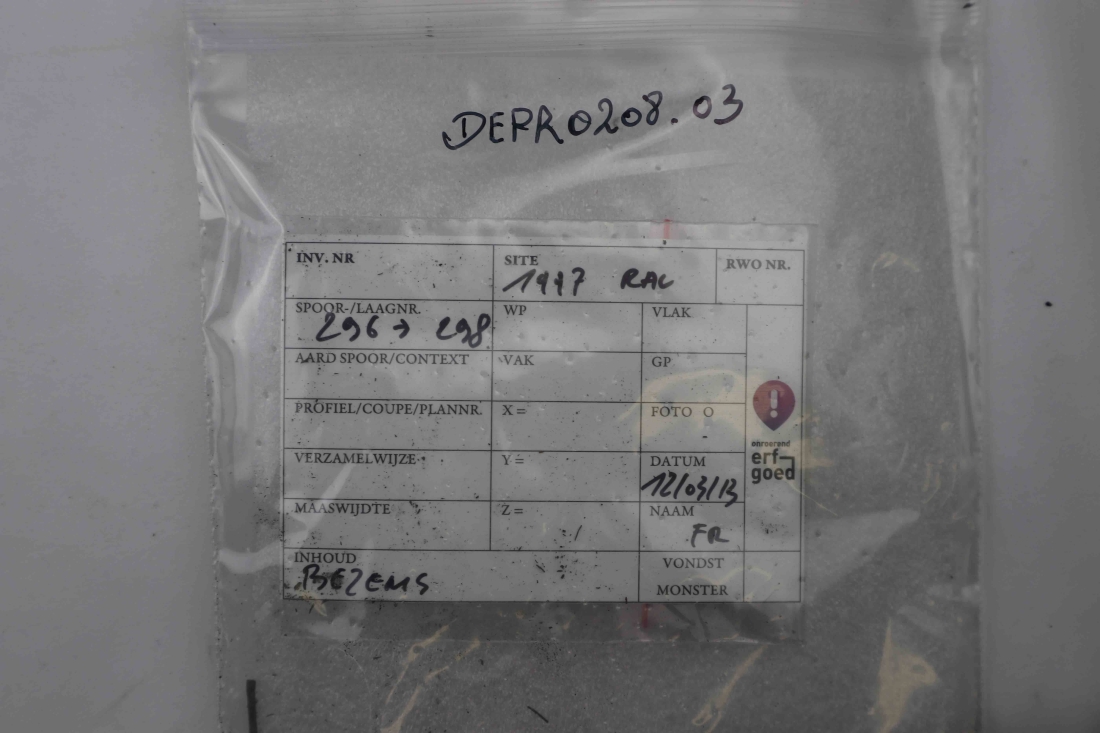 DEPR0208.03
INV. NR
SITE
RWO NR.
1997 RAC
SPOOR-/LAAGNR.
WP
VLAK
296 → 298
AARD SPOOR/CONTEXT
VAK
GP
PROFIEL/COUPE/PLANNR.
X =
FOTO O
onroerend
erf-
goed
VERZAMELWIJZE
Y =
DATUM
12/03/13
MAASWIJDTE
Z =
NAAM
FR
INHOUD
BEZEMS
VONDST
MONSTER